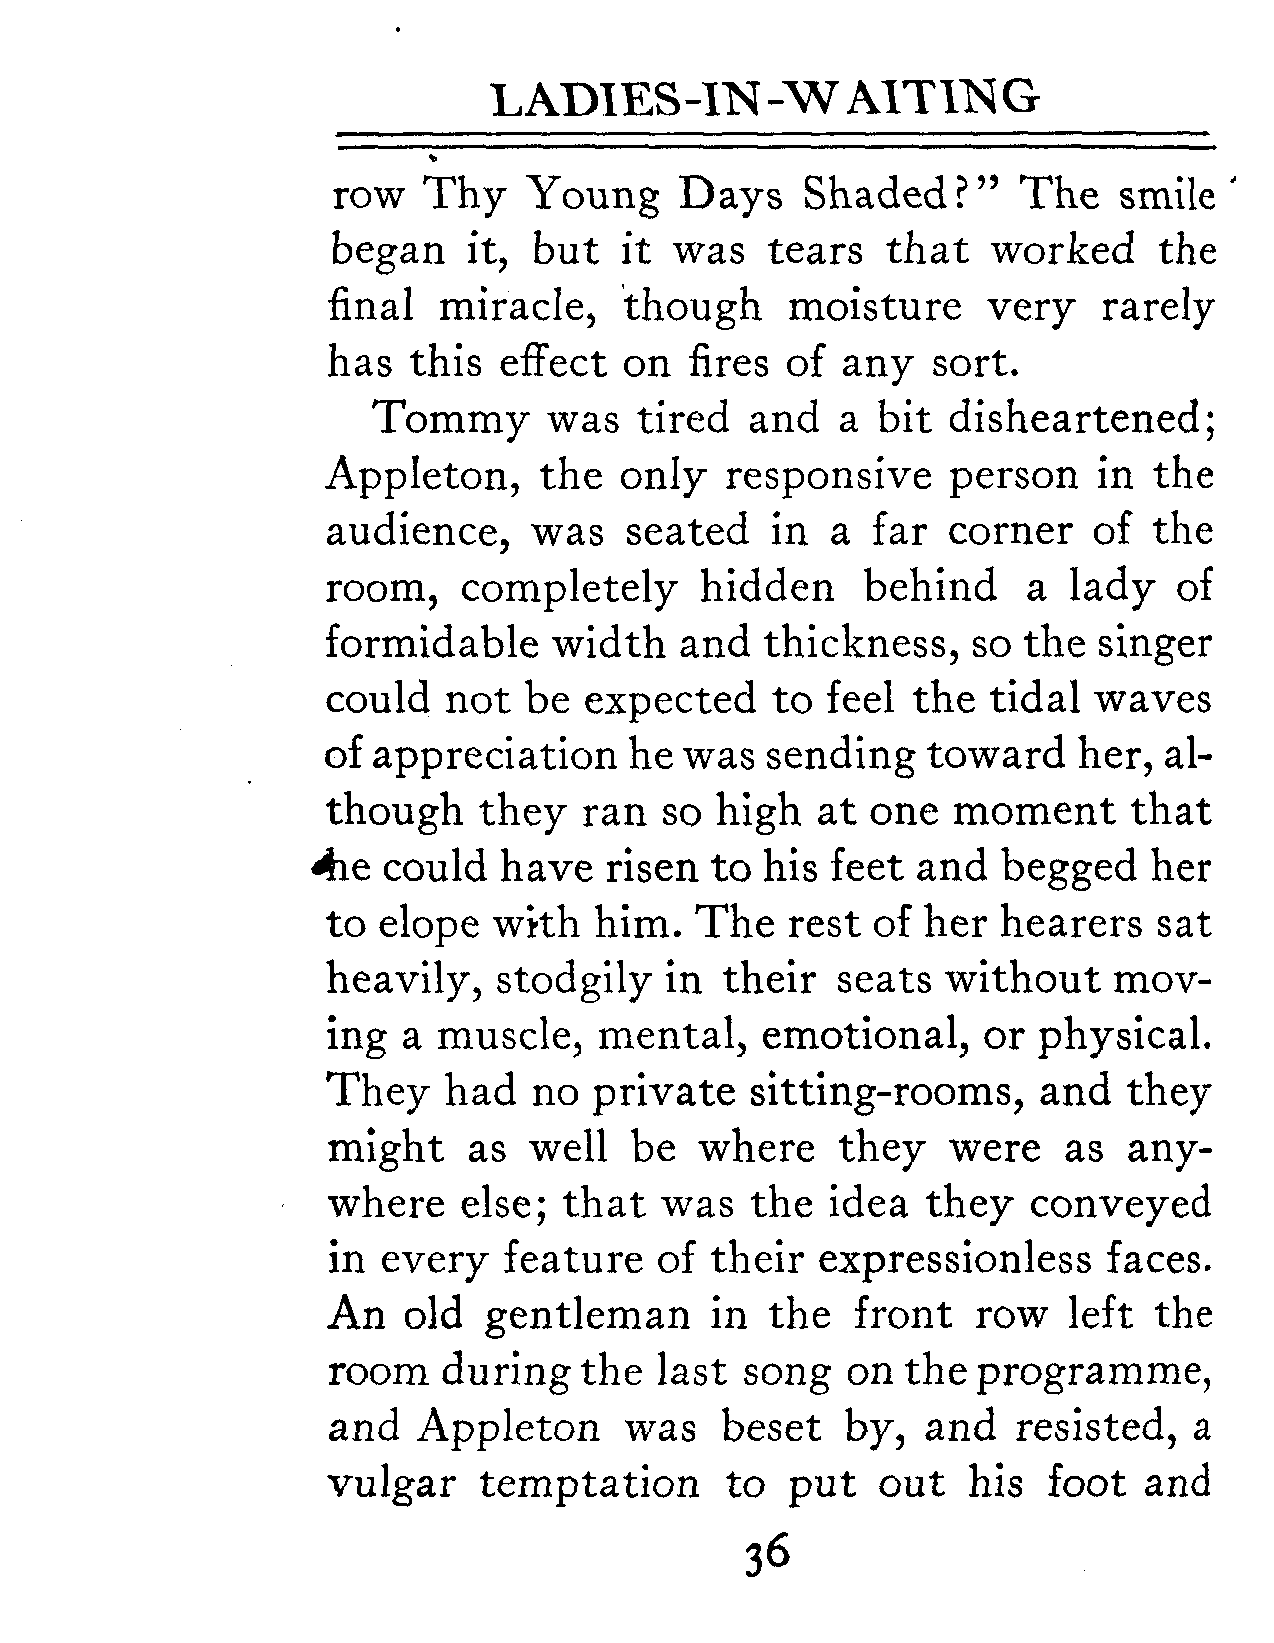 LADIES-IN-WAITING
row Thy Young Days Shaded?” The smile
began it, but it was tears that worked the
final miracle, though moisture very rarely
has this effect on fires of any sort.
Tommy was tired and a bit disheartened;
Appleton, the only responsive person in the
audience, was seated in a far corner of the
room, completely hidden behind a lady of
formidable width and thickness, so the singer
could not be expected to feel the tidal waves
of appreciation he was sending toward her, al-
though they ran so high at one moment that
he could have risen to his feet and begged her
to elope with him. The rest of her hearers sat
heavily, stodgily in their seats without mov-
ing a muscle, mental, emotional, or physical.
They had no private sitting-rooms, and they
might as well be where they were as any-
where else; that was the idea they conveyed
in every feature of their expressionless faces.
An old gentleman in the front row left the
room during the last song on the programme,
and Appleton was beset by, and resisted, a
vulgar temptation to put out his foot and
36